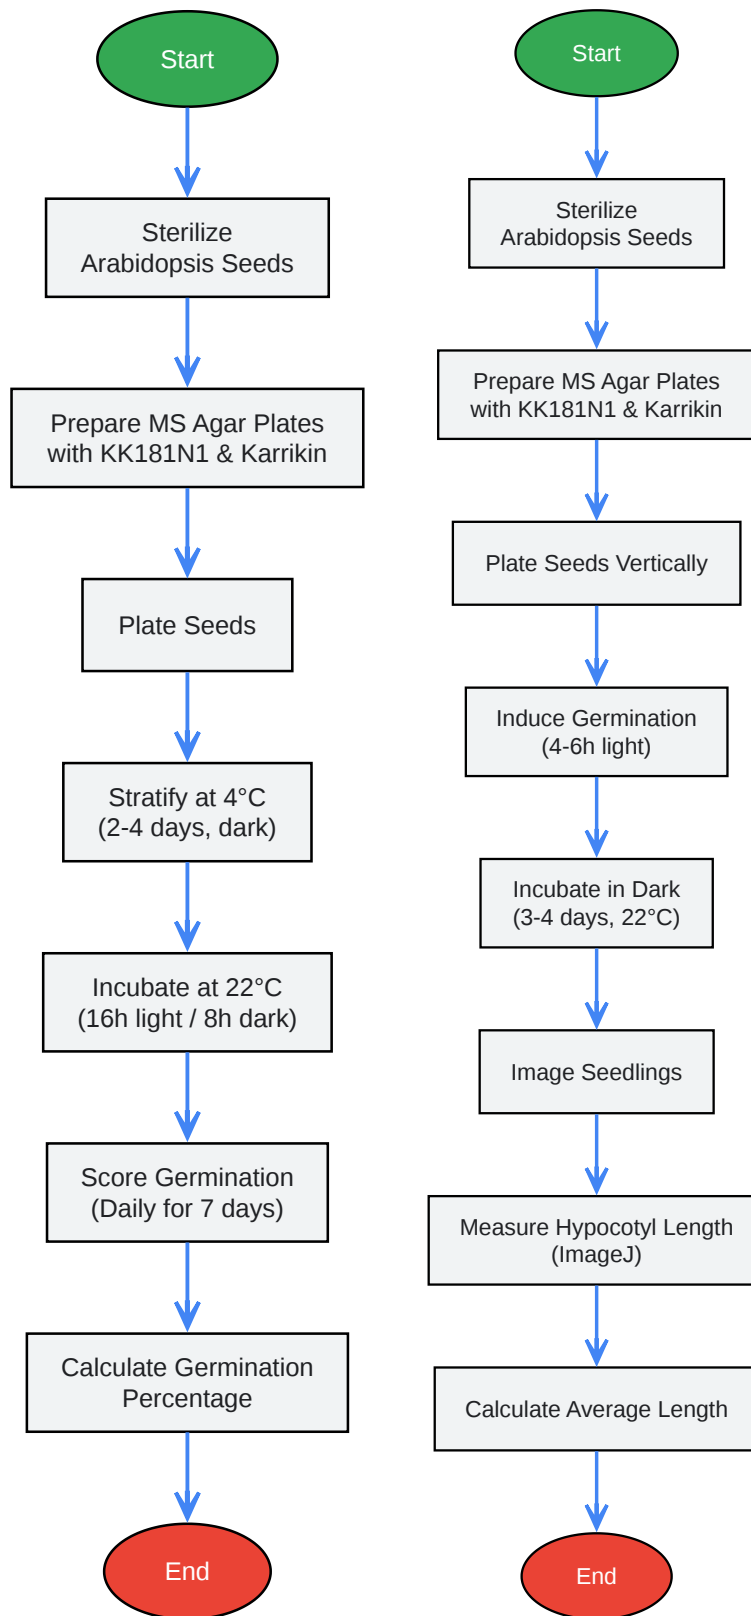 Start
Sterilize
Arabidopsis Seeds
Prepare MS Agar Plates
with KK181N1 & Karrikin
Plate Seeds
Stratify at 4°C
(2-4 days, dark)
Incubate at 22°C
(16h light / 8h dark)
Score Germination
(Daily for 7 days)
Calculate Germination
Percentage
End
Start
Sterilize
Arabidopsis Seeds
Prepare MS Agar Plates
with KK181N1 & Karrikin
Plate Seeds Vertically
Induce Germination
(4-6h light)
Incubate in Dark
(3-4 days, 22°C)
Image Seedlings
Measure Hypocotyl Length
(ImageJ)
Calculate Average Length
End